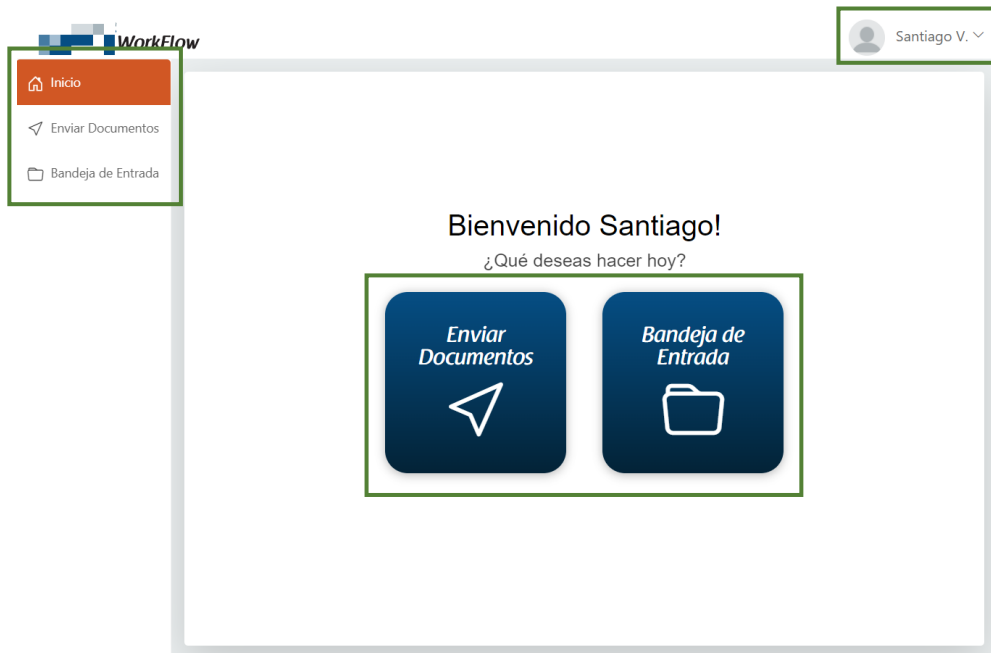 WorkFlow
Santiago V.
Inicio
Enviar Documentos
Bandeja de Entrada
Bienvenido Santiago!
¿Qué deseas hacer hoy?
Enviar
Documentos
Bandeja de
Entrada